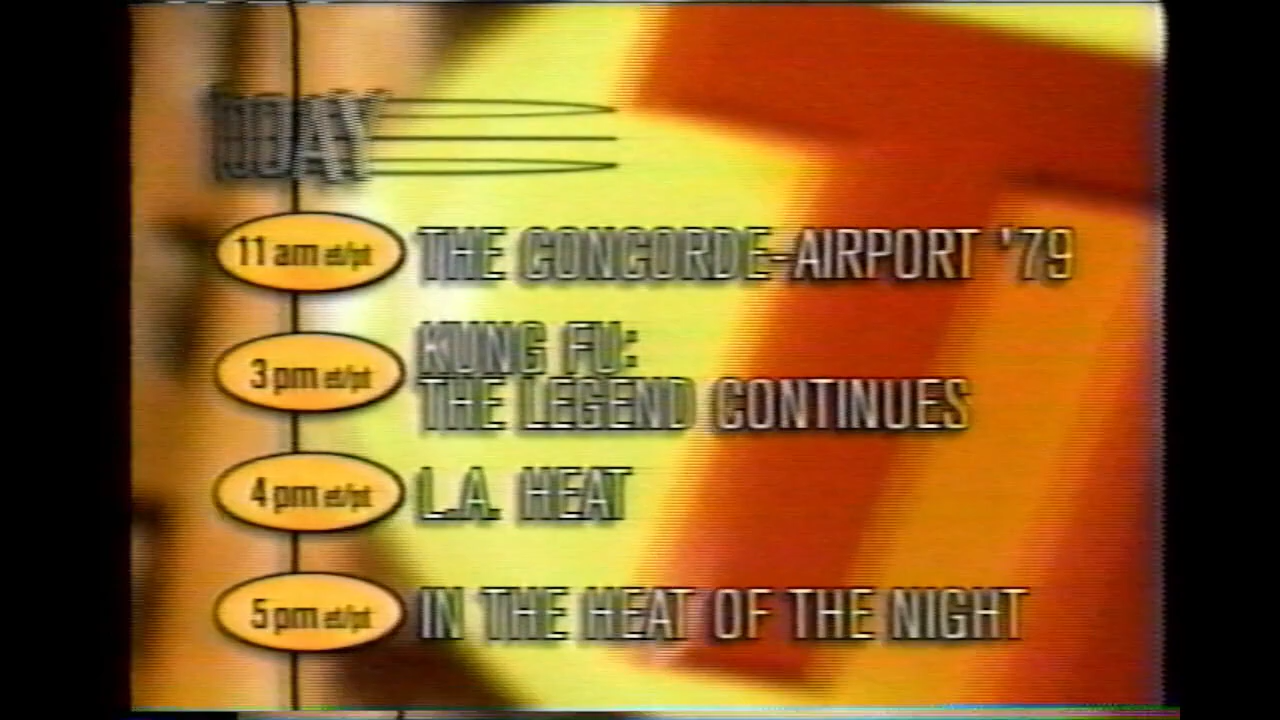 TODAY
11 am et/pt THE CONCORDE-AIRPORT '79
KUNG FU:
3 pm et/pt THE LEGEND CONTINUES
4 pm et/pt L.A. HEAT
5 pm et/pt IN THE HEAT OF THE NIGHT